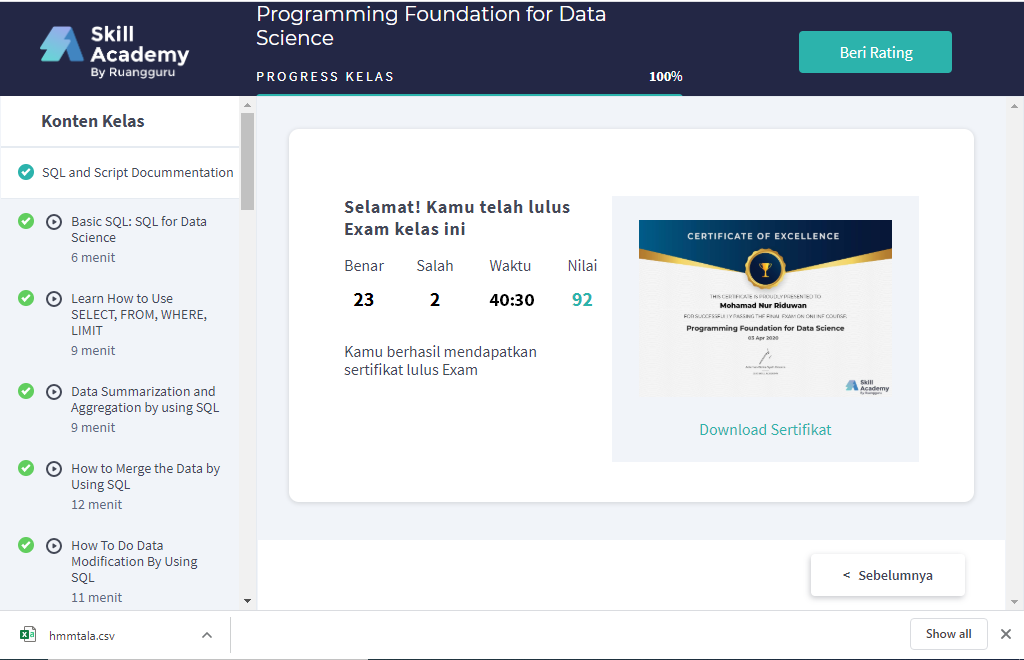 Skill
Academy
By Ruangguru
Programming Foundation for Data
Science
PROGRESS KELAS 100%
Beri Rating
Konten Kelas
SQL and Script Docummentation
Basic SQL: SQL for Data
Science
6 menit
Learn How to Use
SELECT, FROM, WHERE,
LIMIT
9 menit
Data Summarization and
Aggregation by using SQL
9 menit
How to Merge the Data by
Using SQL
12 menit
How To Do Data
Modification By Using
SQL
11 menit
Selamat! Kamu telah lulus
Exam kelas ini
Benar Salah Waktu Nilai
23 2 40:30 92
Kamu berhasil mendapatkan
sertifikat lulus Exam
CERTIFICATE OF EXCELLENCE
THIS CERTIFICATE IS PROUDLY PRESENTED TO
Mohamad Nur Riduwan
FOR SUCCESSFULLY PASSING THE FINAL EXAM ON ONLINE COURSE:
Programming Foundation for Data Science
03 Apr 2020
Skill
Academy
By Ruangguru
Download Sertifikat
< Sebelumnya
hmmtala.csv
Show all